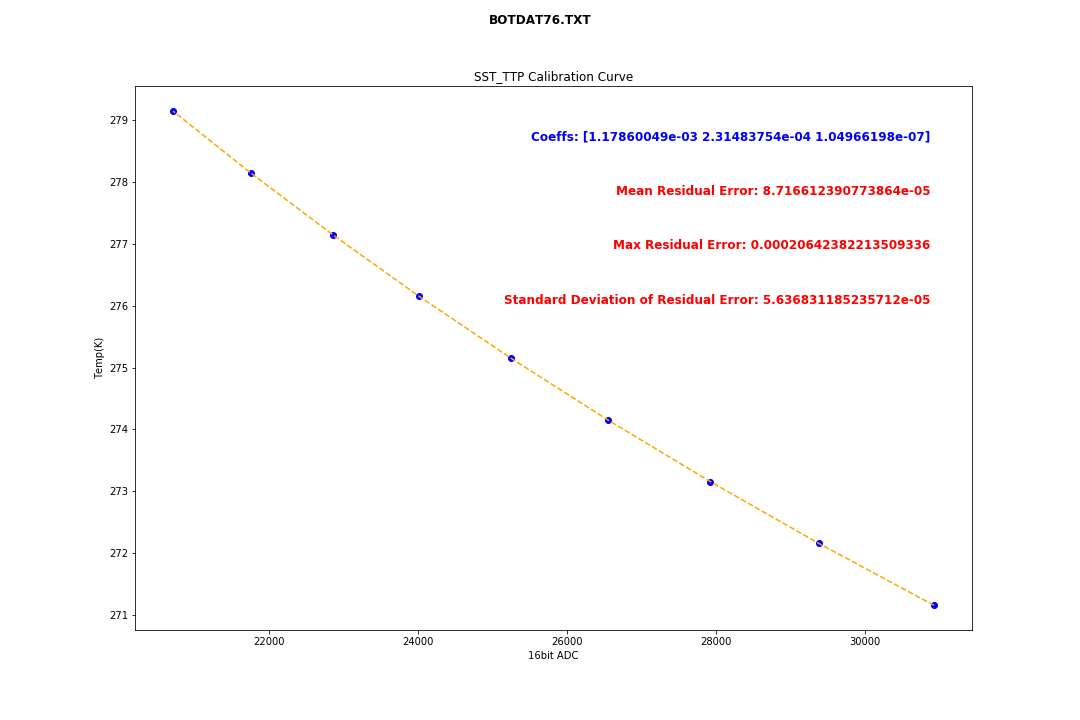 BOTDAT76.TXT
SST_TTP Calibration Curve
Coeffs: [1.17860049e-03 2.31483754e-04 1.04966198e-07]
Mean Residual Error: 8.716612390773864e-05
Max Residual Error: 0.00020642382213509336
Standard Deviation of Residual Error: 5.636831185235712e-05
Temp(K)
279
278
277
276
275
274
273
272
271
22000 24000 26000 28000 30000
16bit ADC